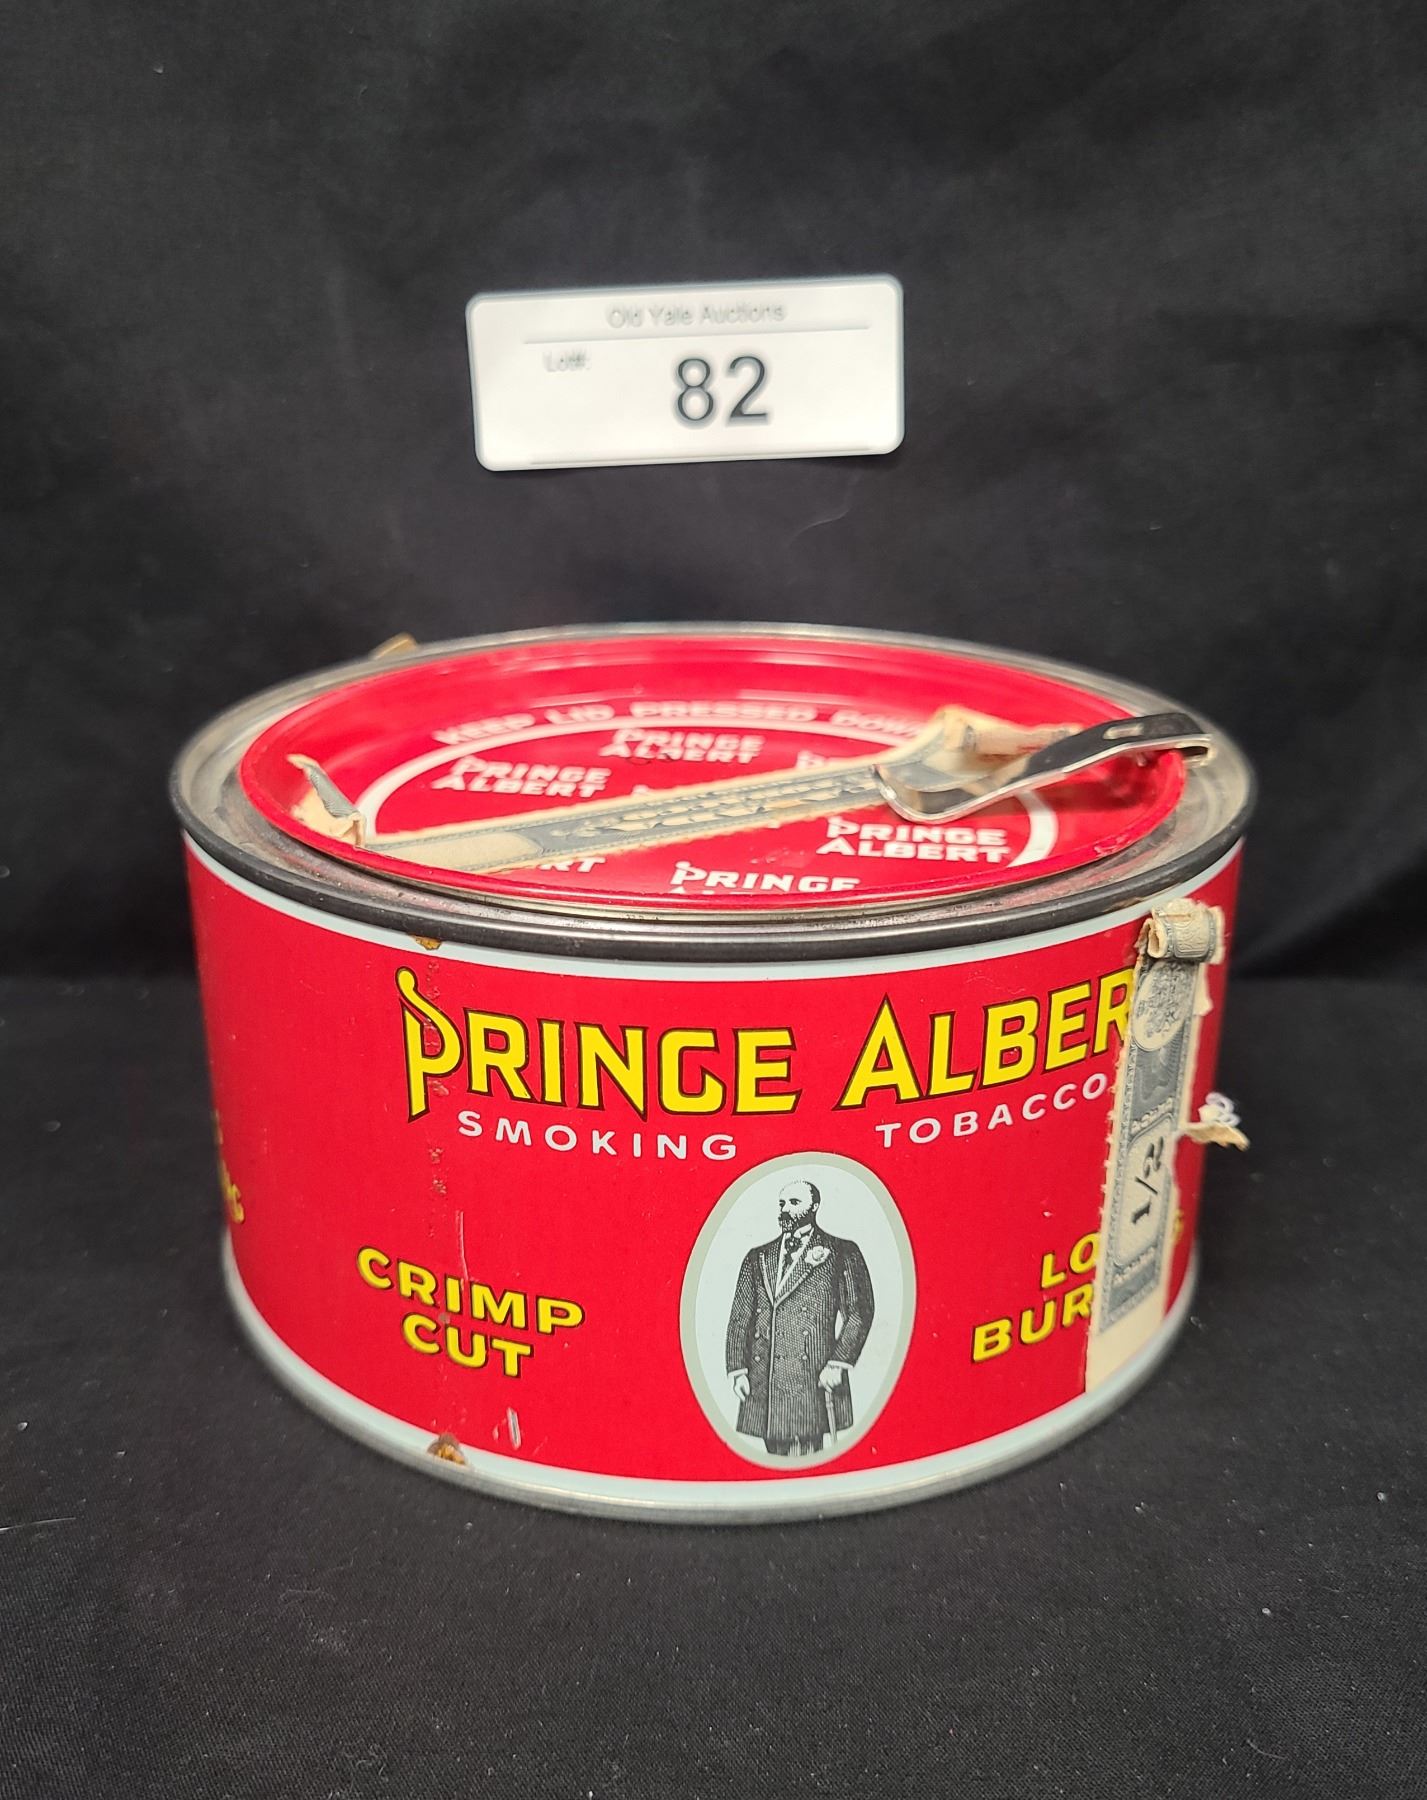 Old Yale Auctions
Lot#:
82
KEEP LID PRESSED DOWN
PRINCE
ALBERT
PRINCE
ALBERT
PRINCE
ALBERT
PRINCE
PRINCE ALBER
SMOKING TOBACCO
CRIMP
CUT
LO
BUR
1/2